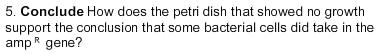 5. Conclude How does the petri dish that showed no growth
support the conclusion that some bacterial cells did take in the
amp ᴿ gene?